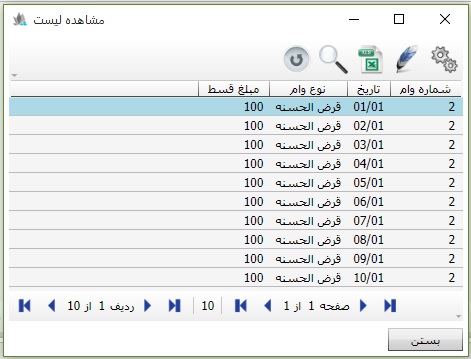 مشاهده لیست
شماره وام تاریخ نوع وام مبلغ قسط
2 01/01 قرض الحسنه 100
2 02/01 قرض الحسنه 100
2 03/01 قرض الحسنه 100
2 04/01 قرض الحسنه 100
2 05/01 قرض الحسنه 100
2 06/01 قرض الحسنه 100
2 07/01 قرض الحسنه 100
2 08/01 قرض الحسنه 100
2 09/01 قرض الحسنه 100
2 10/01 قرض الحسنه 100
صفحه 1 از 1 10 ردیف 1 از 10
بستن